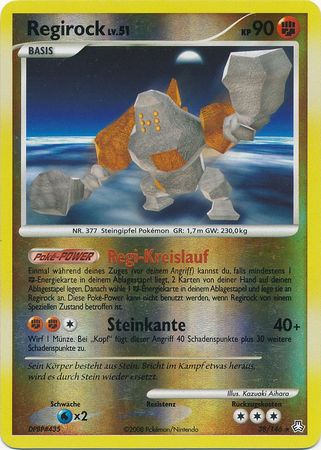 Regirock LV.51 KP 90
BASIS
NR. 377 Steingipfel Pokémon GR: 1,7m GW: 230,0kg
Poké-POWER Regi-Kreislauf
Einmal während deines Zuges (vor deinem Angriff) kannst du, falls mindestens 1
-Energiekarte in deinem Ablagestapel liegt, 2 Karten von deiner Hand auf deinen
Ablagestapel legen. Danach wähle 1 -Energiekarte in deinem Ablagestapel und lege sie an
Regirock an. Diese Poké-Power kann nicht benutzt werden, wenn Regirock von einem
Speziellen Zustand betroffen ist.
Steinkante 40+
Wirf 1 Münze. Bei „Kopf" fügt dieser Angriff 40 Schadenspunkte plus 30 weitere
Schadenspunkte zu.
Sein Körper besteht aus Stein. Bricht im Kampf etwas heraus,
wird es durch Stein wieder ersetzt.
Illus. Kazuaki Aihara
Schwäche
×2
Resistenz
Rückzugskosten
DPBP#435
©2008 Pokémon/Nintendo
38/146